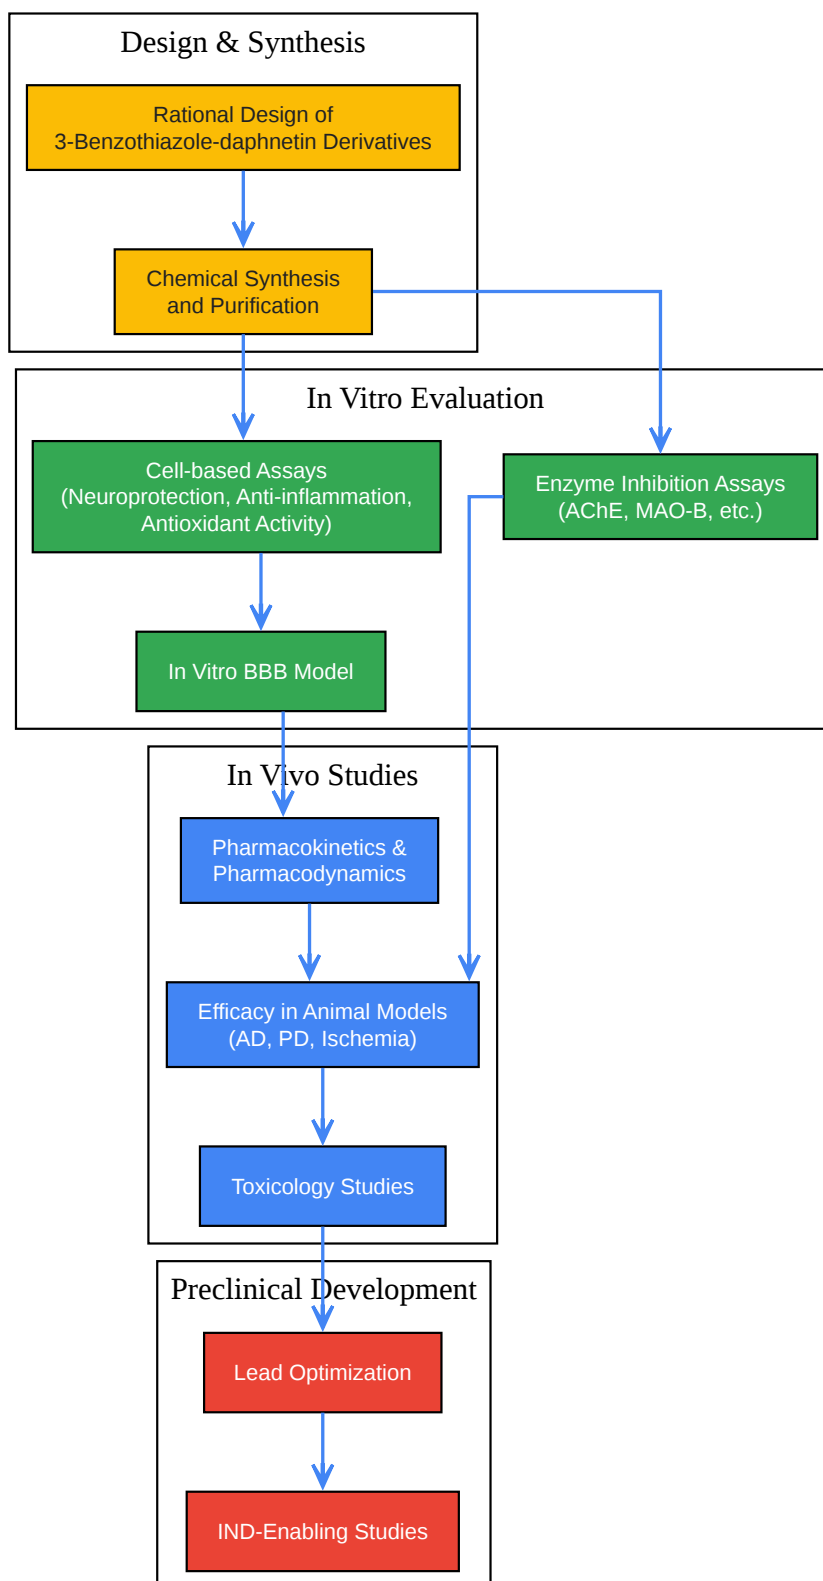 Design & Synthesis
Rational Design of
3-Benzothiazole-daphnetin Derivatives
Chemical Synthesis
and Purification
In Vitro Evaluation
Cell-based Assays
(Neuroprotection, Anti-inflammation,
Antioxidant Activity)
Enzyme Inhibition Assays
(AChE, MAO-B, etc.)
In Vitro BBB Model
In Vivo Studies
Pharmacokinetics &
Pharmacodynamics
Efficacy in Animal Models
(AD, PD, Ischemia)
Toxicology Studies
Preclinical Development
Lead Optimization
IND-Enabling Studies